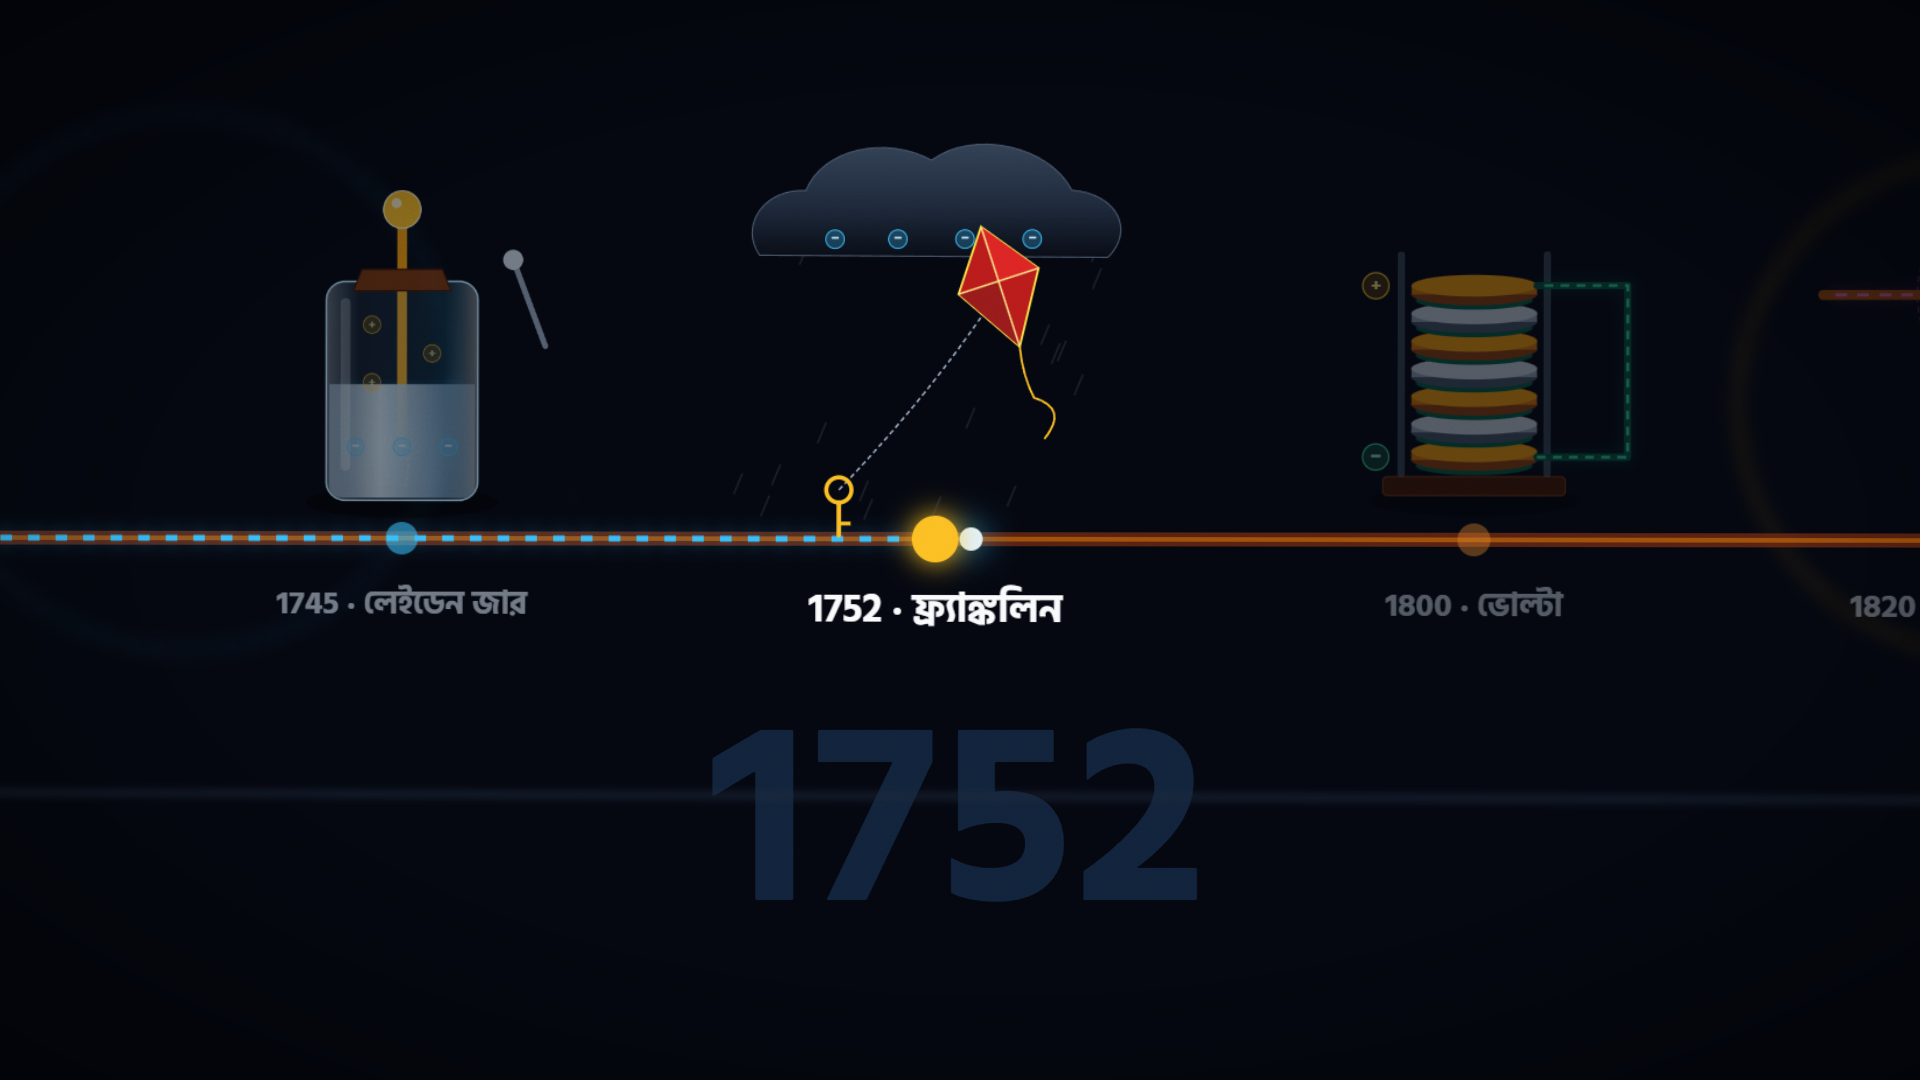 1745 · লেইডেন জার
1752 · ফ্র্যাঙ্কলিন
1800 · ভোল্টা
1820
1752